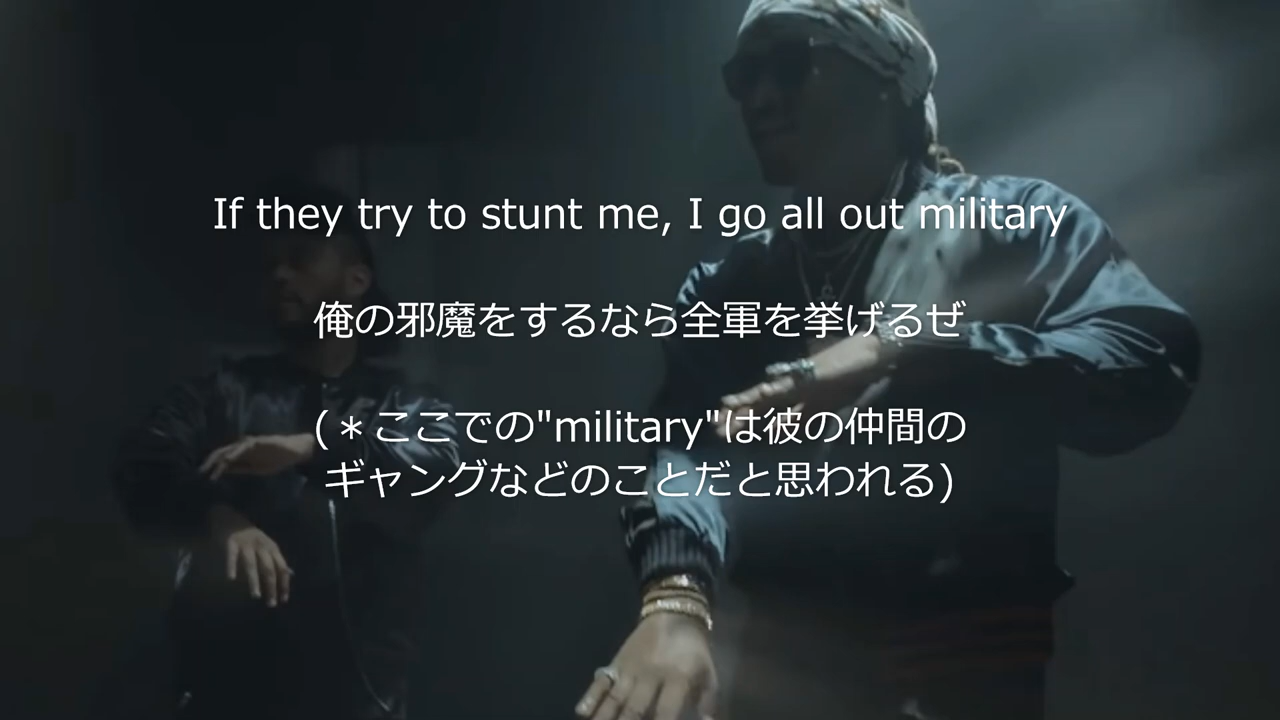 If they try to stunt me, I go all out military
俺の邪魔をするなら全軍を挙げるぜ
(＊ここでの"military"は彼の仲間の
ギャングなどのことだと思われる)